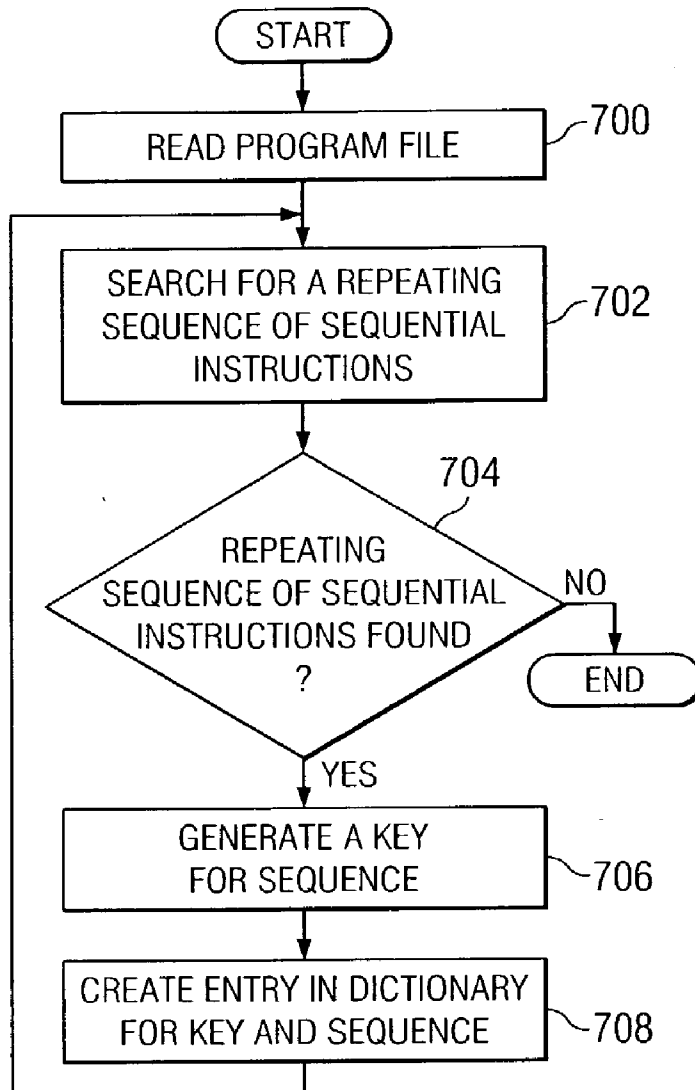 START
READ PROGRAM FILE
700
SEARCH FOR A REPEATING
SEQUENCE OF SEQUENTIAL
INSTRUCTIONS
702
704
REPEATING
SEQUENCE OF SEQUENTIAL
INSTRUCTIONS FOUND
?
NO
END
YES
GENERATE A KEY
FOR SEQUENCE
706
CREATE ENTRY IN DICTIONARY
FOR KEY AND SEQUENCE
708